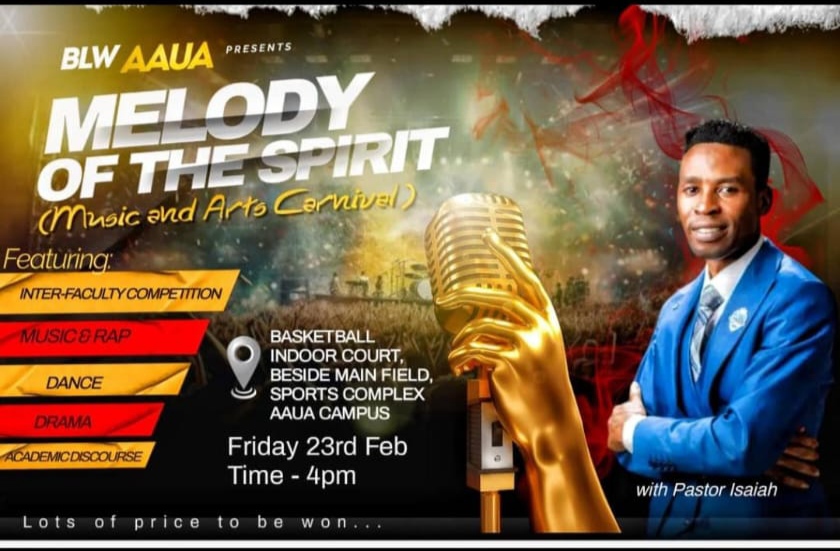 BLW AAUA PRESENTS
MELODY
OF THE SPIRIT
(Music and Arts Carnival)
Featuring:
INTER-FACULTY COMPETITION
MUSIC & RAP
DANCE
DRAMA
ACADEMIC DISCOURSE
BASKETBALL
INDOOR COURT,
BESIDE MAIN FIELD,
SPORTS COMPLEX
AAUA CAMPUS
Friday 23rd Feb
Time - 4pm
with Pastor Isaiah
Lots of price to be won...